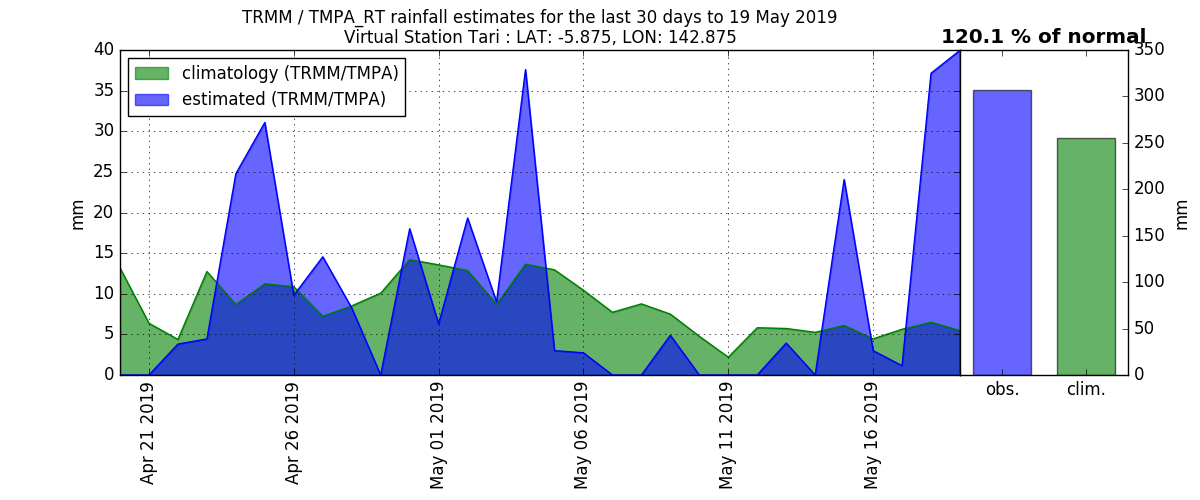 TRMM / TMPA_RT rainfall estimates for the last 30 days to 19 May 2019
Virtual Station Tari : LAT: -5.875, LON: 142.875
120.1 % of normal
climatology (TRMM/TMPA)
estimated (TRMM/TMPA)
mm
40
35
30
25
20
15
10
5
0
Apr 21 2019
Apr 26 2019
May 01 2019
May 06 2019
May 11 2019
May 16 2019
obs.
clim.
350
300
250
200
150
100
50
0
mm